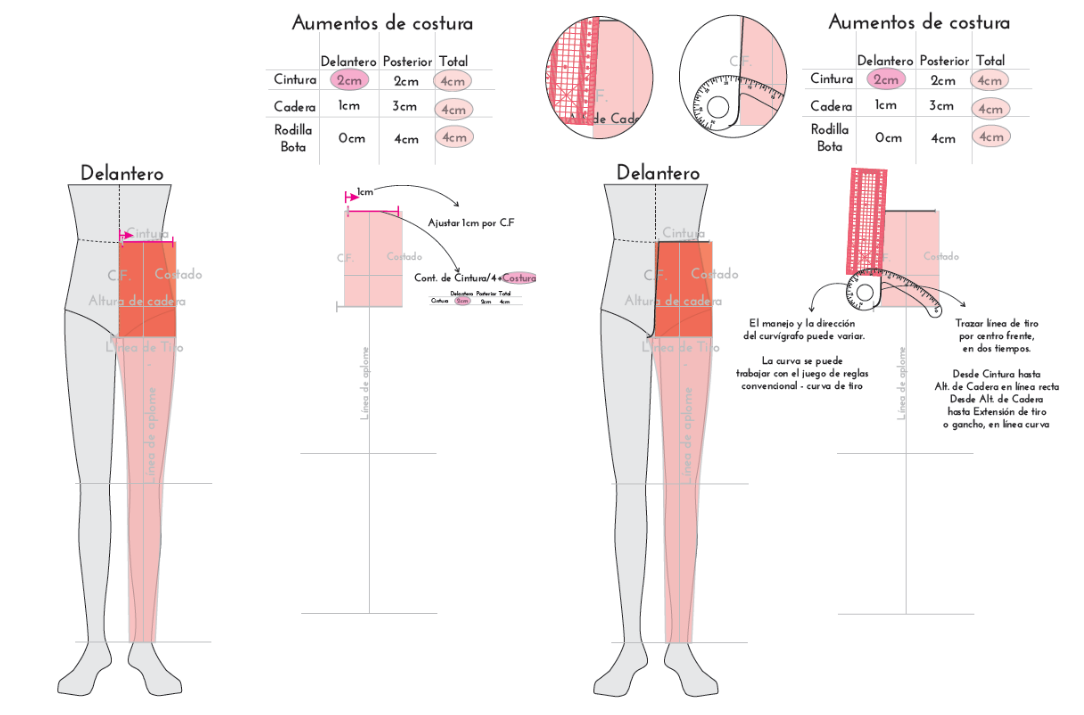 Aumentos de costura
Delantero Posterior Total
Cintura 2cm 2cm 4cm
Cadera 1cm 3cm 4cm
Rodilla
Bota 0cm 4cm 4cm
Delantero
Cintura
C.F. Costado
Altura de cadera
Línea de Tiro
Línea de aplome
1cm
Ajustar 1cm por C.F
C.F. Costado
Cont. de Cintura/4+Costura
Delantero Posterior Total
Cintura 2cm 2cm 4cm
Línea de aplome
C.F.
de Cade
C.F.
Aumentos de costura
Delantero Posterior Total
Cintura 2cm 2cm 4cm
Cadera 1cm 3cm 4cm
Rodilla
Bota 0cm 4cm 4cm
Delantero
Cintura
C.F. Costado
Altura de cadera
Línea de Tiro
Línea de aplome
Costado
El manejo y la dirección
del curvígrafo puede variar.
La curva se puede
trabajar con el juego de reglas
convencional - curva de tiro
Línea de aplome
Trazar línea de tiro
por centro frente,
en dos tiempos.
Desde Cintura hasta
Alt. de Cadera en línea recta
Desde Alt. de Cadera
hasta Extensión de tiro
o gancho, en línea curva